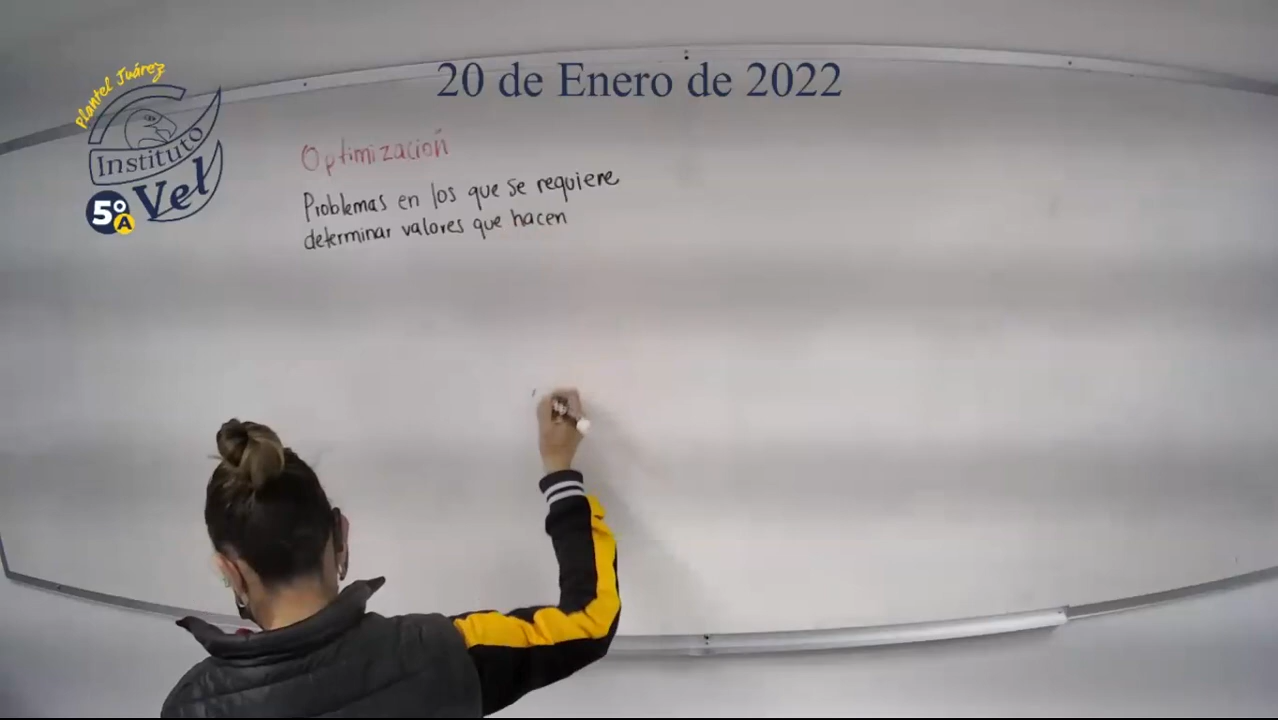 20 de Enero de 2022
Plantel Juárez
Instituto
Vel
5º
A
Optimización
Problemas en los que se requiere
determinar valores que hacen